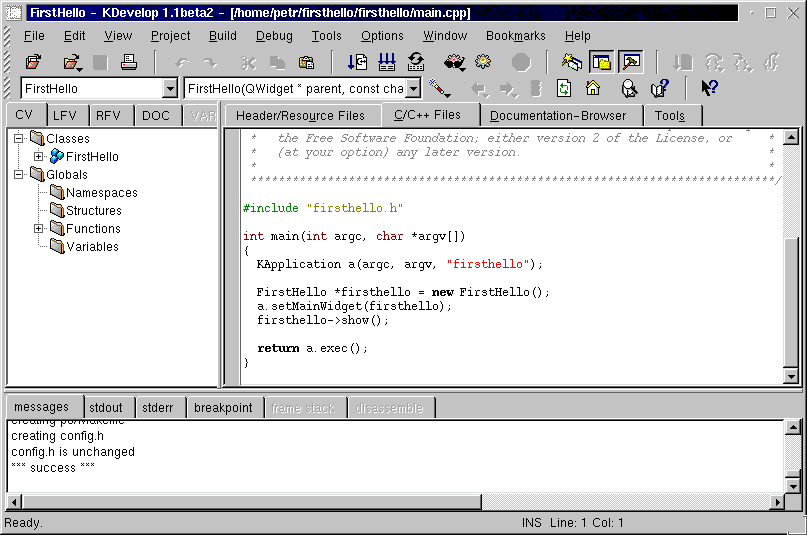 FirstHello - KDevelop 1.1beta2 - [/home/petr/firsthello/firsthello/main.cpp]
File Edit View Project Build Debug Tools Options Window Bookmarks Help
FirstHello FirstHello(QWidget * parent, const cha
CV LFV RFV DOC WAR
Header/Resource Files C/C++ Files Documentation-Browser Tools
Classes
FirstHello
Globals
Namespaces
Structures
Functions
Variables
* the Free Software Foundation; either version 2 of the License, or *
* (at your option) any later version. *
* *
***************************************************************************/
#include "firsthello.h"
int main(int argc, char *argv[])
{
KApplication a(argc, argv, "firsthello");
FirstHello *firsthello = new FirstHello();
a.setMainWidget(firsthello);
firsthello->show();
return a.exec();
}
messages stdout stderr breakpoint frame stack disassemble
creating po/Makefile
creating config.h
config.h is unchanged
*** success ***
Ready. INS Line: 1 Col: 1